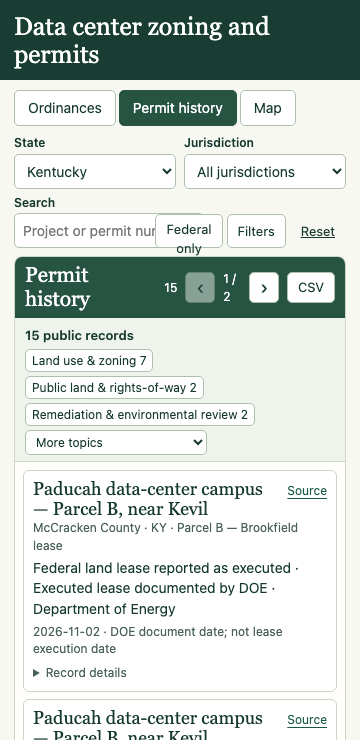 Data center zoning and
permits
Ordinances
Permit history
Map
State
Jurisdiction
Kentucky
All jurisdictions
Search
Project or permit nu
Federal
only
Filters
Reset
Permit
history
15
‹
1 /
2
›
CSV
15 public records
Land use & zoning 7
Public land & rights-of-way 2
Remediation & environmental review 2
More topics
Paducah data-center campus
— Parcel B, near Kevil
Source
McCracken County · KY · Parcel B — Brookfield
lease
Federal land lease reported as executed ·
Executed lease documented by DOE ·
Department of Energy
2026-11-02 · DOE document date; not lease
execution date
Record details
Paducah data-center campus
— Parcel B, near Kevil
Source